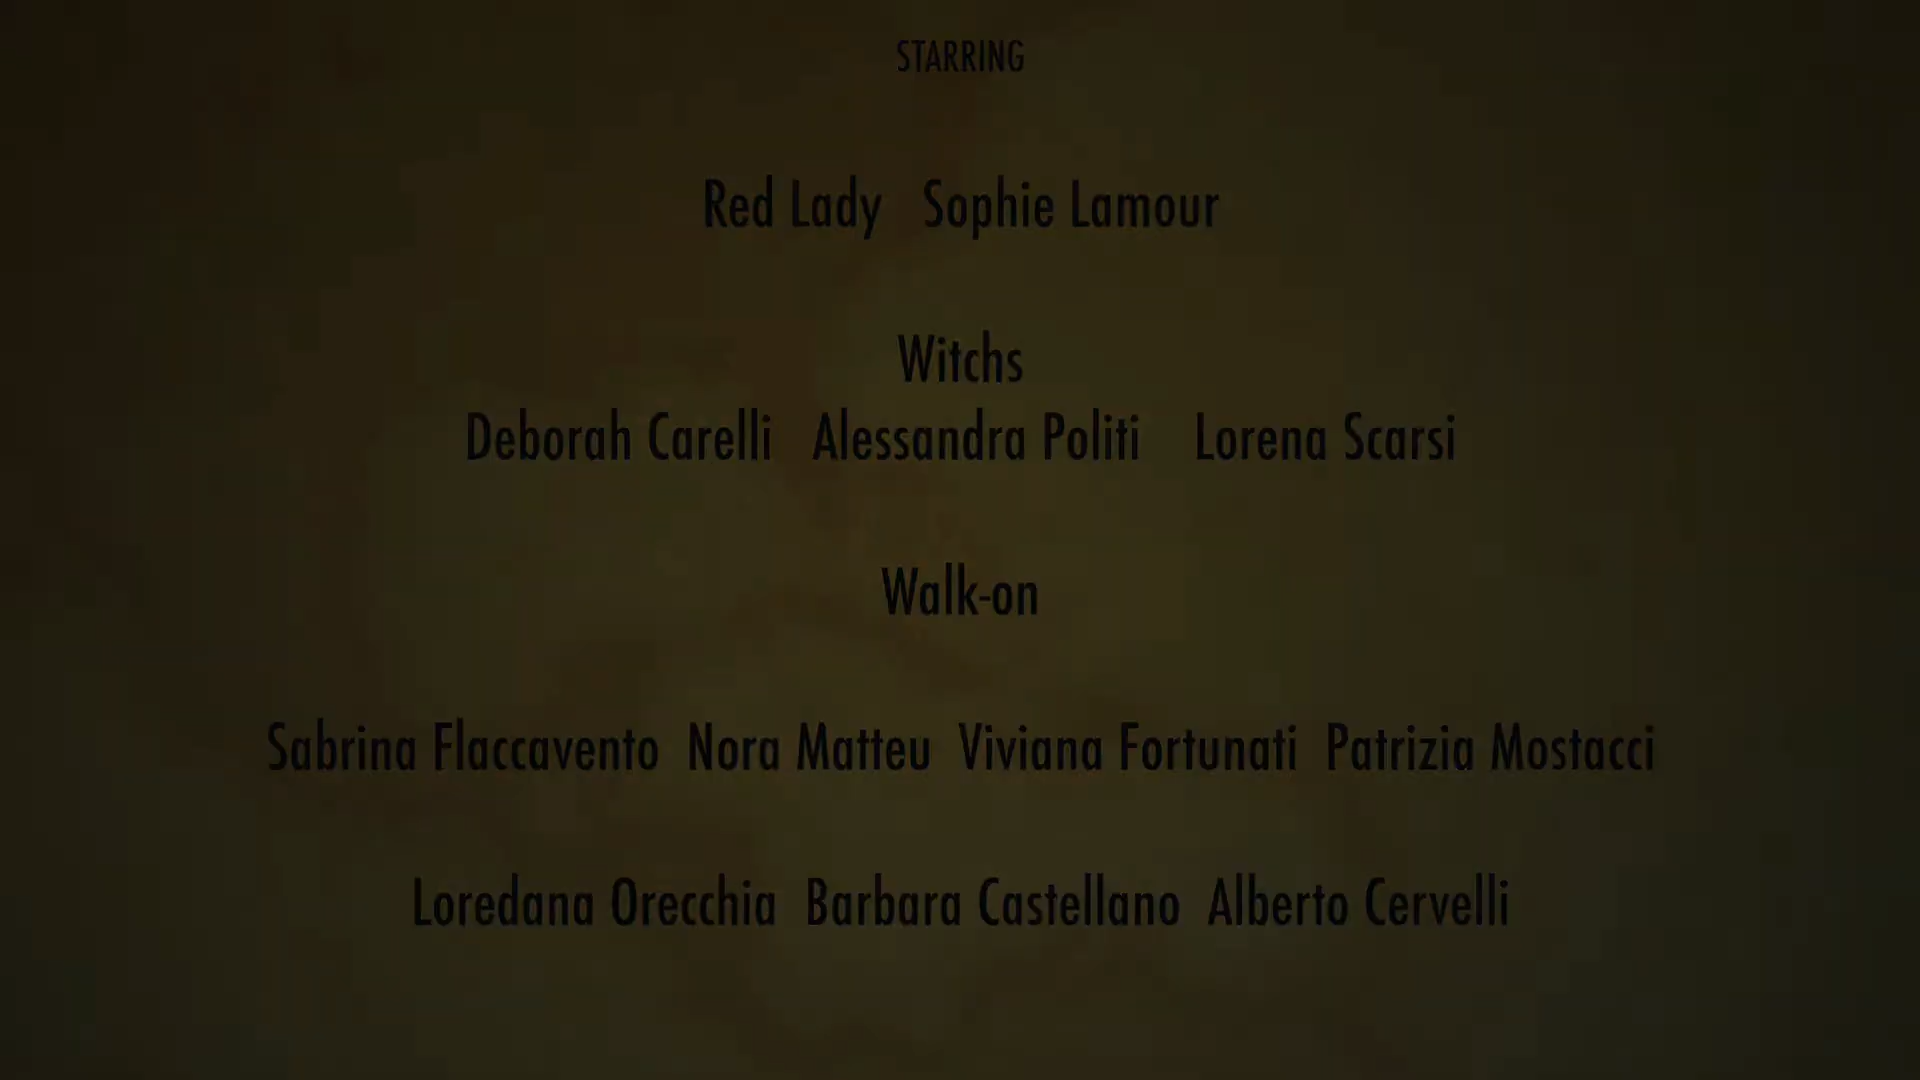 STARRING
Red Lady Sophie Lamour
Witchs
Deborah Carelli Alessandra Politi Lorena Scarsi
Walk-on
Sabrina Flaccavento Nora Matteu Viviana Fortunati Patrizia Mostacci
Loredana Orecchia Barbara Castellano Alberto Cervelli